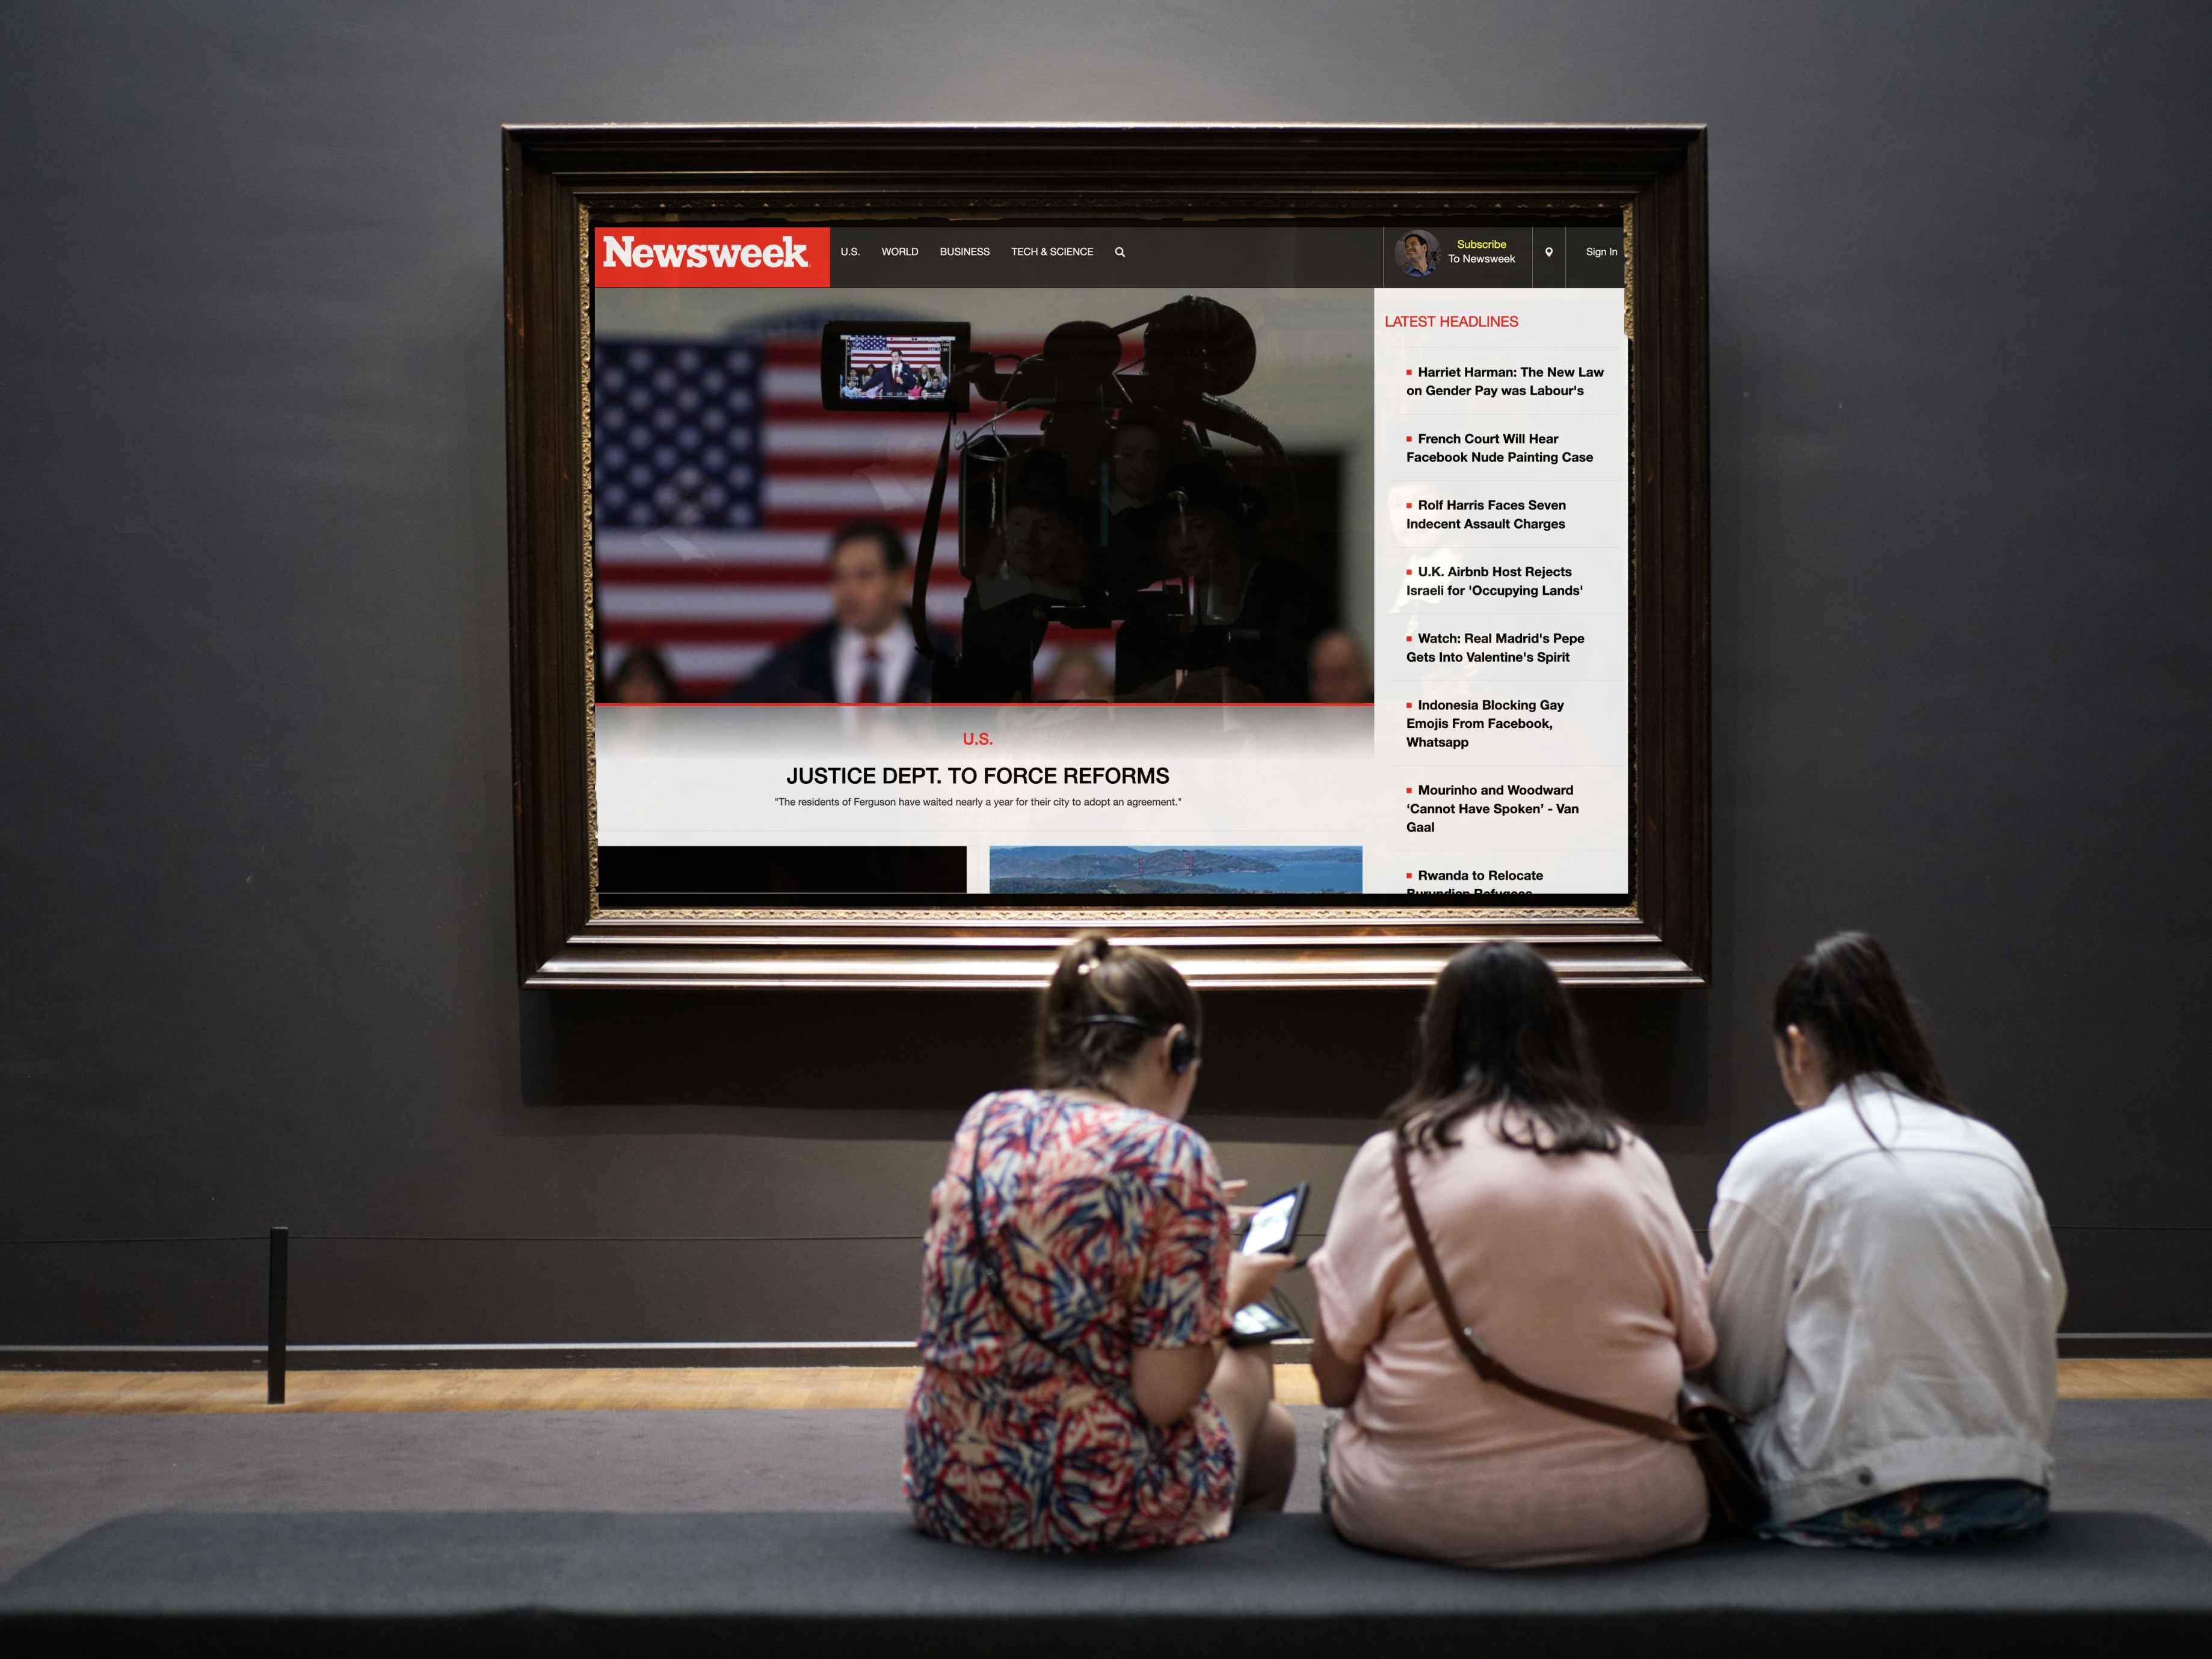 Newsweek
U.S. WORLD BUSINESS TECH & SCIENCE
Subscribe
To Newsweek
Sign In
U.S.
JUSTICE DEPT. TO FORCE REFORMS
"The residents of Ferguson have waited nearly a year for their city to adopt an agreement."
LATEST HEADLINES
Harriet Harman: The New Law
on Gender Pay was Labour's
French Court Will Hear
Facebook Nude Painting Case
Rolf Harris Faces Seven
Indecent Assault Charges
U.K. Airbnb Host Rejects
Israeli for 'Occupying Lands'
Watch: Real Madrid's Pepe
Gets Into Valentine's Spirit
Indonesia Blocking Gay
Emojis From Facebook,
Whatsapp
Mourinho and Woodward
‘Cannot Have Spoken’ - Van
Gaal
Rwanda to Relocate
Burundian Refugees